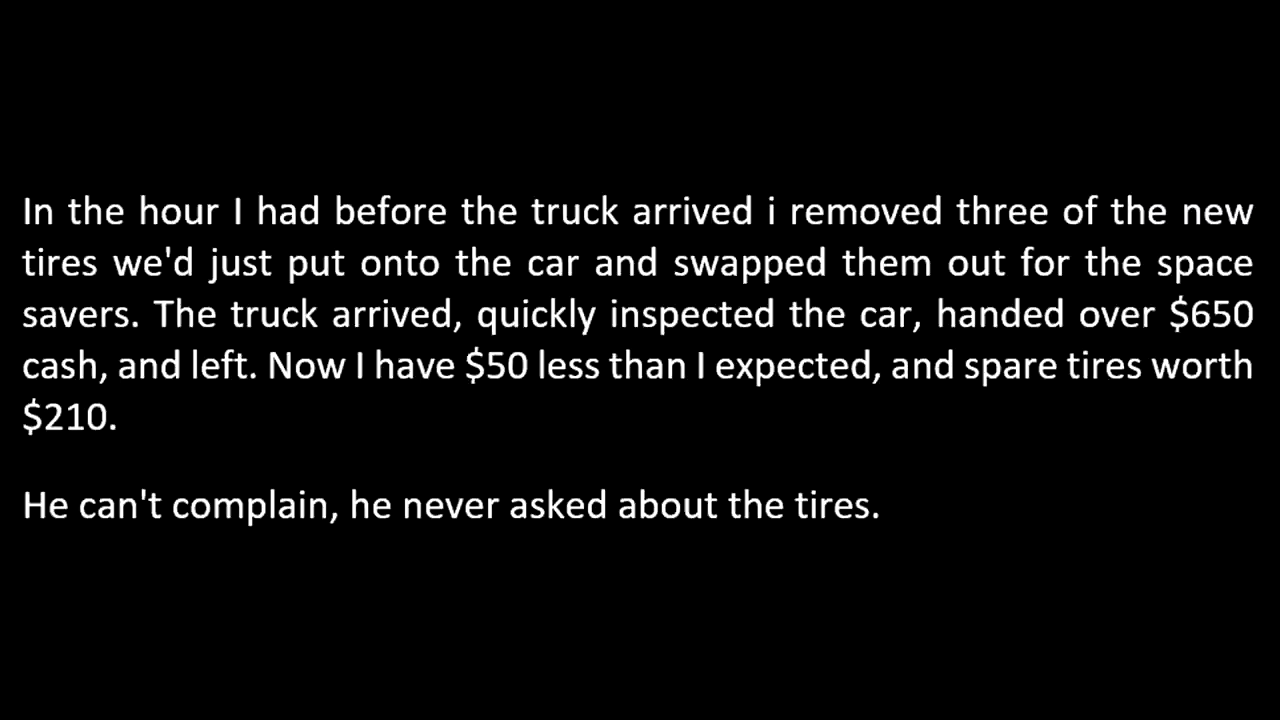 In the hour I had before the truck arrived i removed three of the new
tires we'd just put onto the car and swapped them out for the space
savers. The truck arrived, quickly inspected the car, handed over $650
cash, and left. Now I have $50 less than I expected, and spare tires worth
$210.
He can't complain, he never asked about the tires.